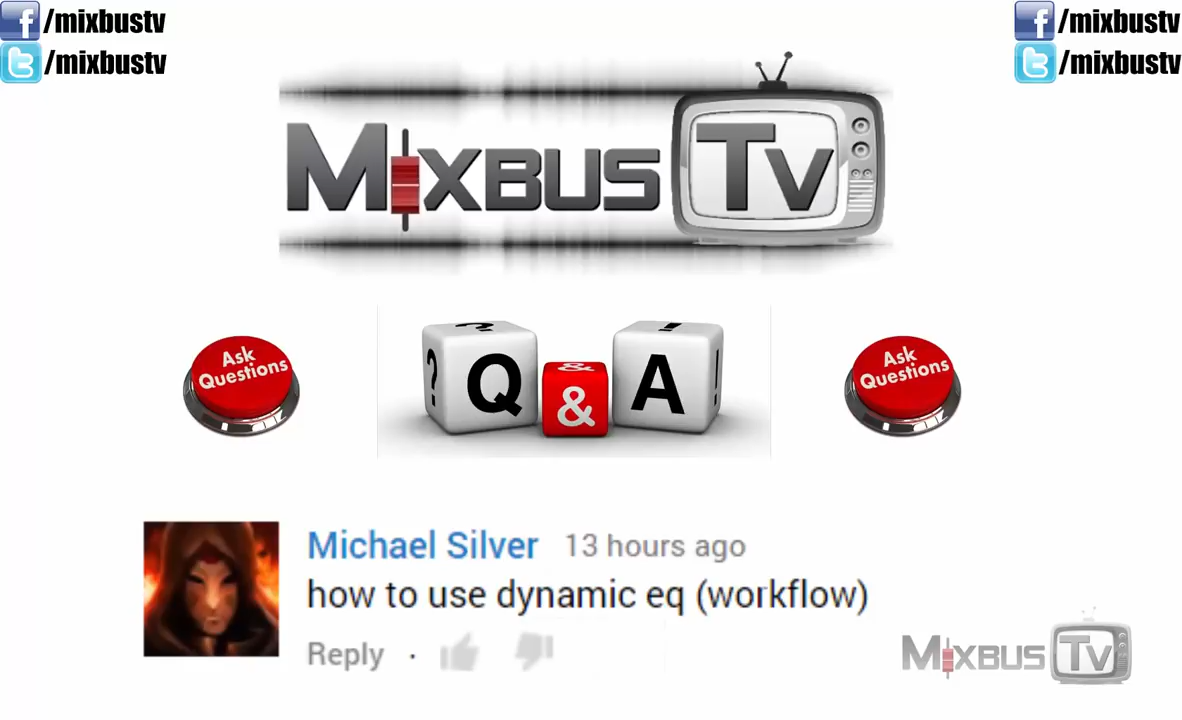 /mixbustv
/mixbustv
/mixbustv
/mixbustv
MIXBUS TV
Ask
Questions
? Q & & ? A ! !
Ask
Questions
Michael Silver 13 hours ago
how to use dynamic eq (workflow)
Reply ·
MIXBUS TV